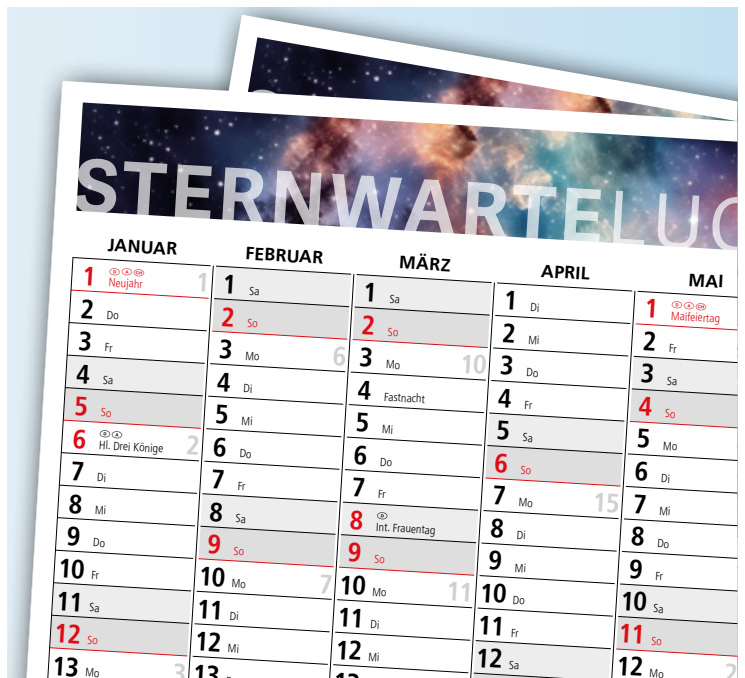 STERNWARTELUC
JANUAR
1 D A CH Neujahr 1
2 Do
3 Fr
4 Sa
5 So
6 D A Hl. Drei Könige 2
7 Di
8 Mi
9 Do
10 Fr
11 Sa
12 So
13 Mo 3
FEBRUAR
1 Sa
2 So
3 Mo 6
4 Di
5 Mi
6 Do
7 Fr
8 Sa
9 So
10 Mo 7
11 Di
12 Mi
13
MÄRZ
1 Sa
2 So
3 Mo 10
4 Fastnacht
5 Mi
6 Do
7 Fr
8 D Int. Frauentag
9 So
10 Mo 11
11 Di
12 Mi
APRIL
1 Di
2 Mi
3 Do
4 Fr
5 Sa
6 So
7 Mo 15
8 Di
9 Mi
10 Do
11 Fr
12 Sa
MAI
1 D A CH Maifeiertag
2 Fr
3 Sa
4 So
5 Mo
6 Di
7 Mi
8 Do
9 Fr
10 Sa
11 So
12 Mo 2